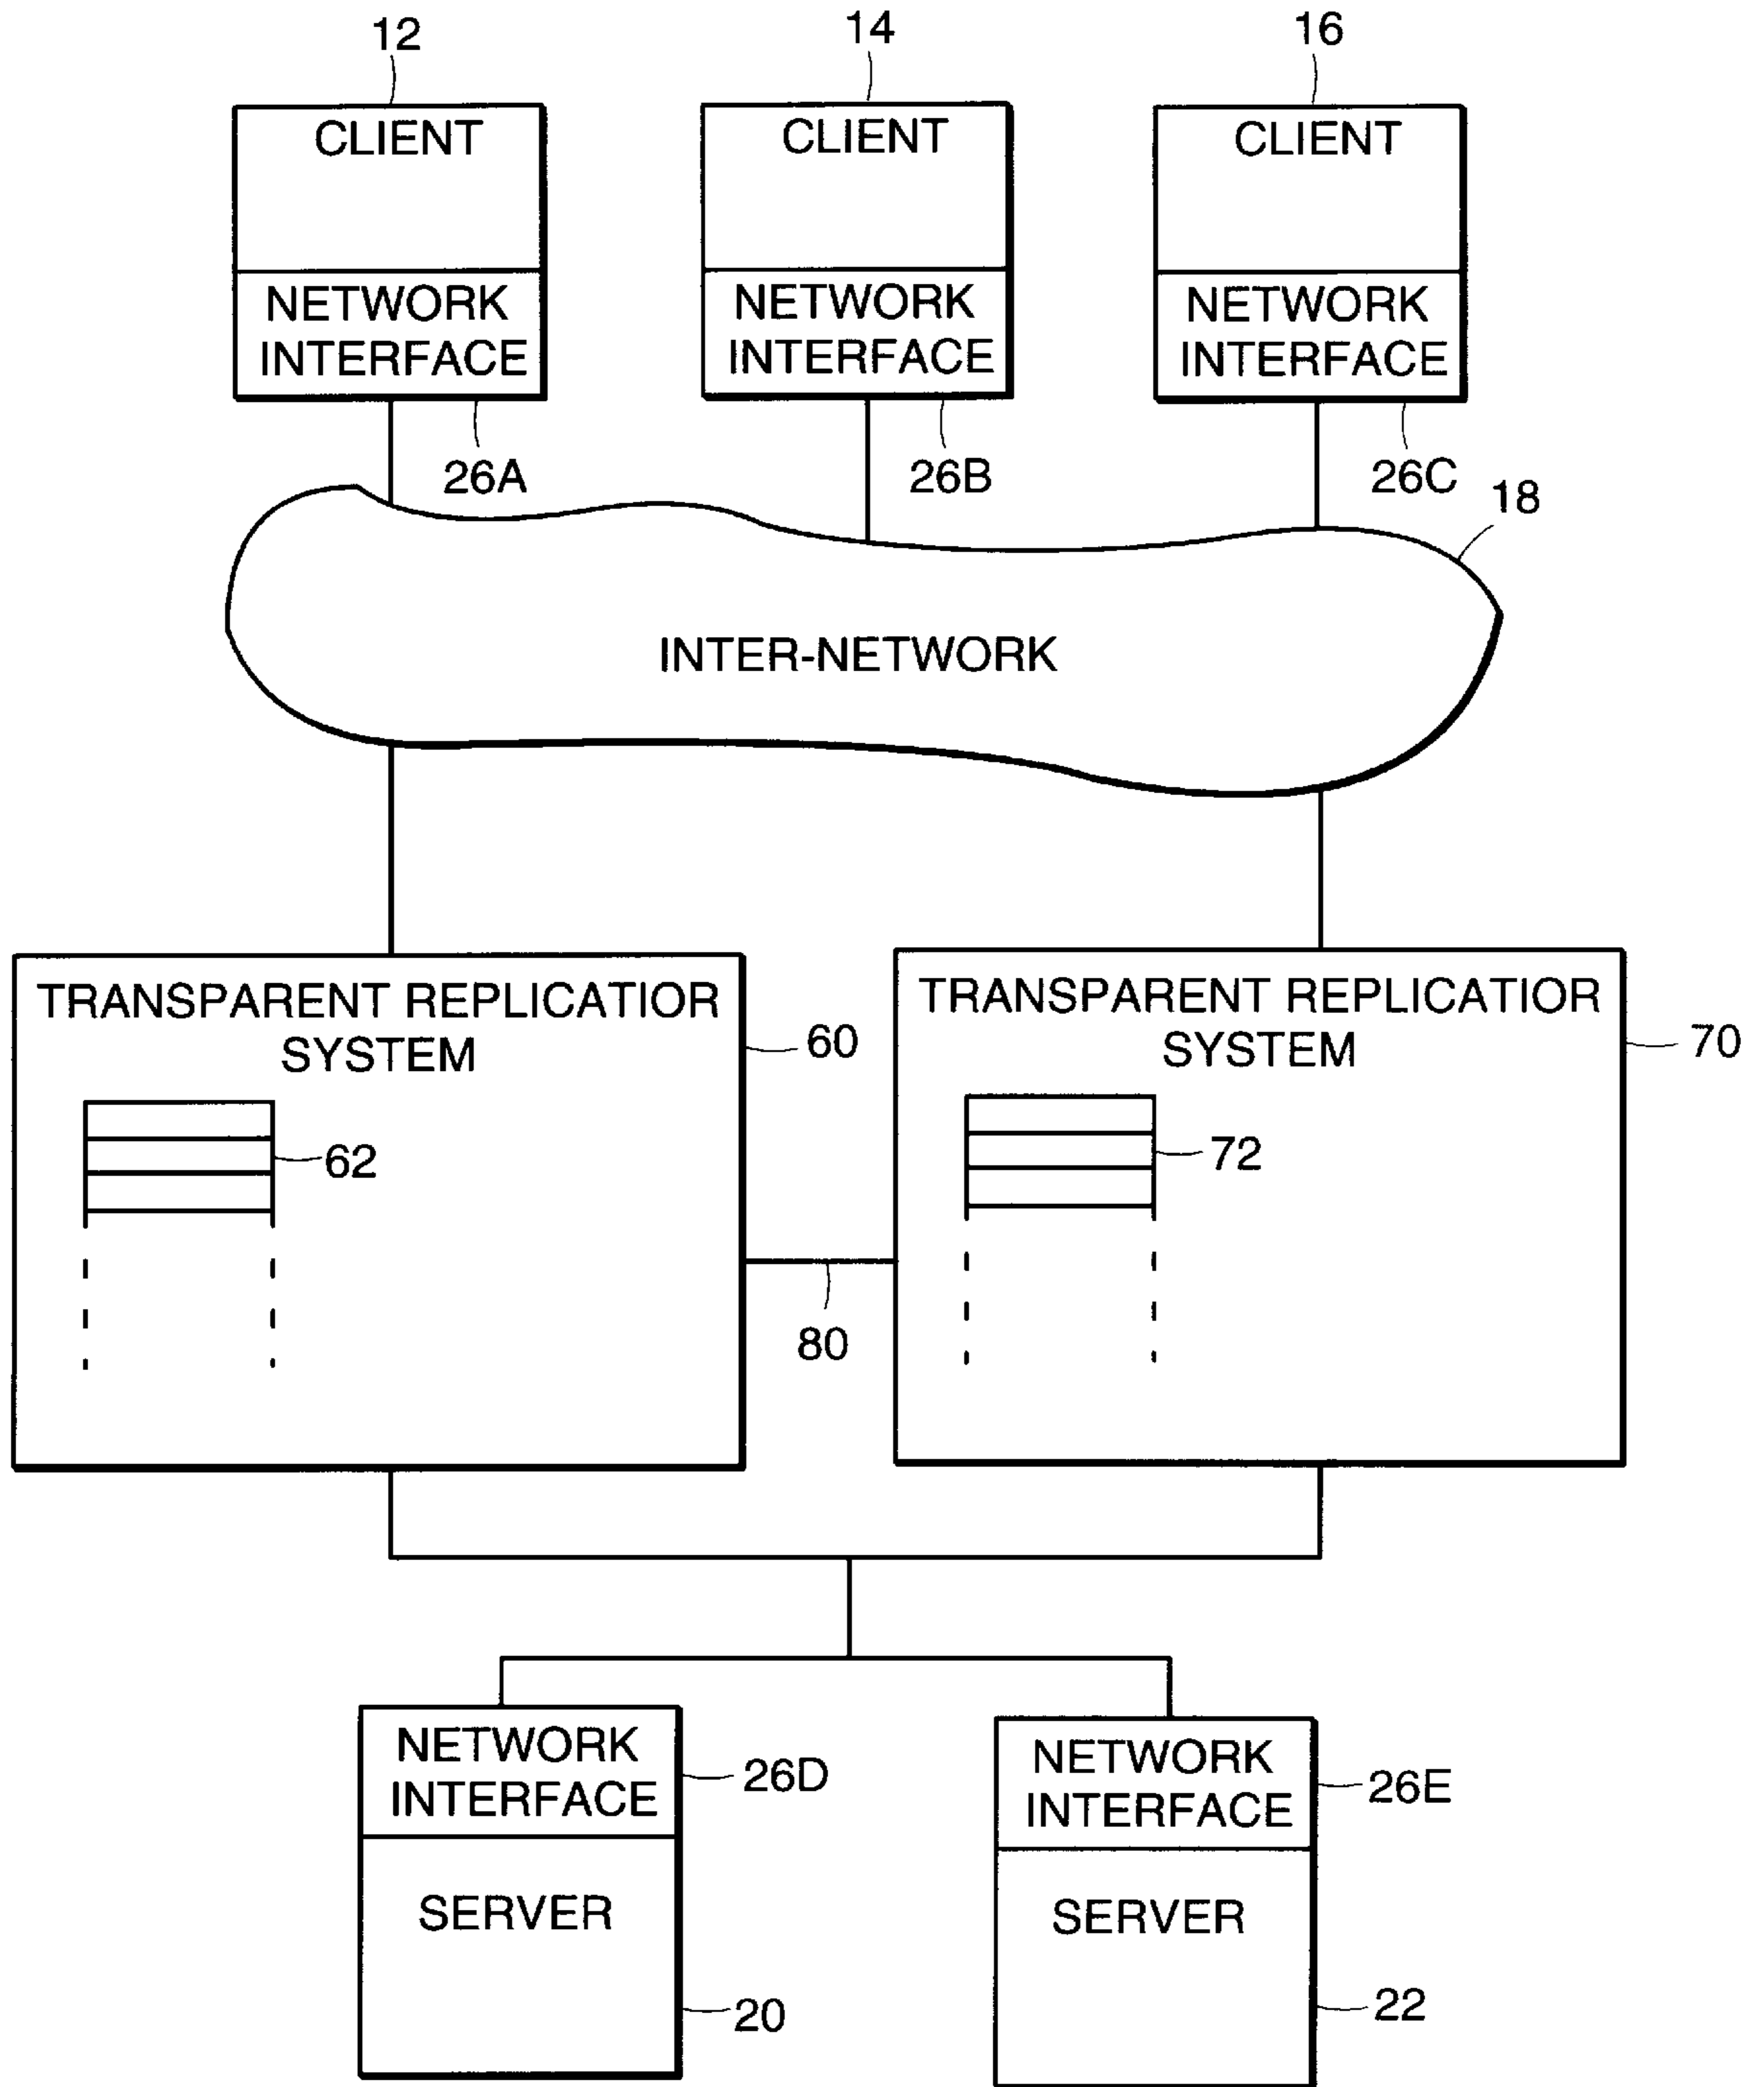 12
14
16
CLIENT
CLIENT
CLIENT
NETWORK
INTERFACE
NETWORK
INTERFACE
NETWORK
INTERFACE
26A
26B
26C
18
INTER-NETWORK
TRANSPARENT REPLICATIOR
SYSTEM
60
62
TRANSPARENT REPLICATIOR
SYSTEM
70
72
80
NETWORK
INTERFACE
26D
SERVER
20
NETWORK
INTERFACE
26E
SERVER
22